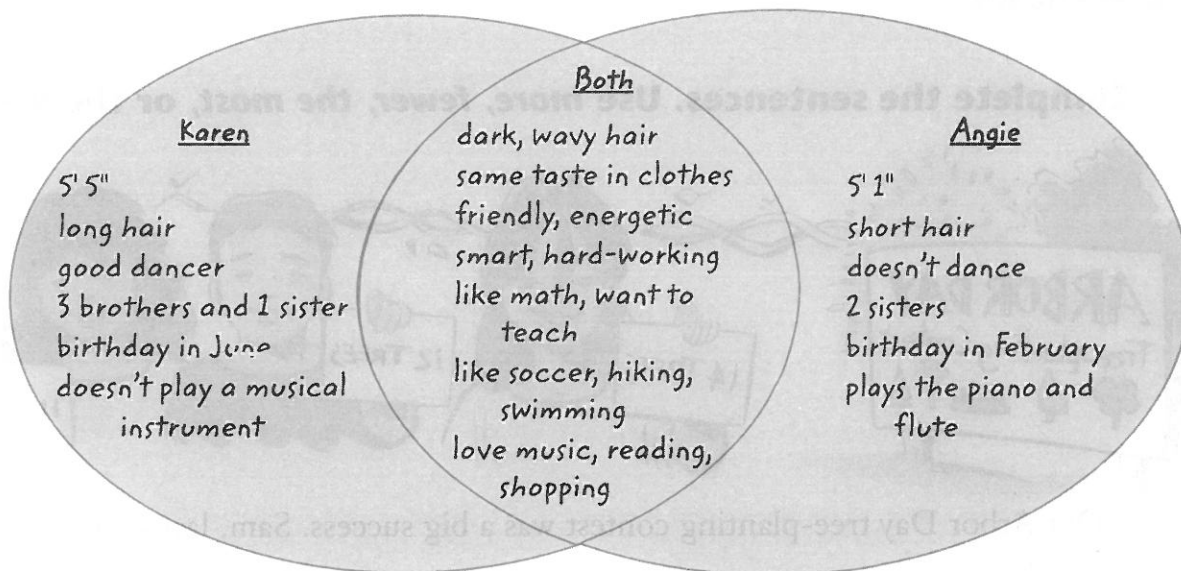 Both
dark, wavy hair
same taste in clothes
friendly, energetic
smart, hard-working
like math, want to
teach
like soccer, hiking,
swimming
love music, reading,
shopping
Karen
5' 5"
long hair
good dancer
3 brothers and 1 sister
birthday in June
doesn't play a musical
instrument
Angie
5' 1"
short hair
doesn't dance
2 sisters
birthday in February
plays the piano and
flute